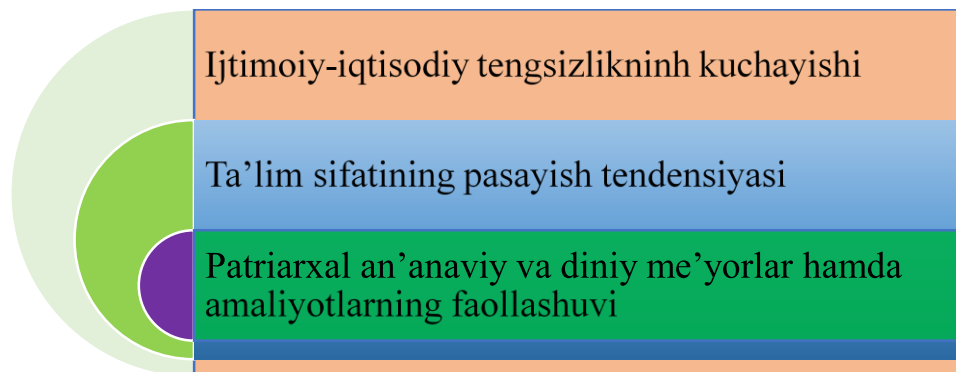 Ijtimoiy-iqtisodiy tengsizlikninh kuchayishi
Ta’lim sifatining pasayish tendensiyasi
Patriarxal an’anaviy va diniy me’yorlar hamda
amaliyotlarning faollashuvi